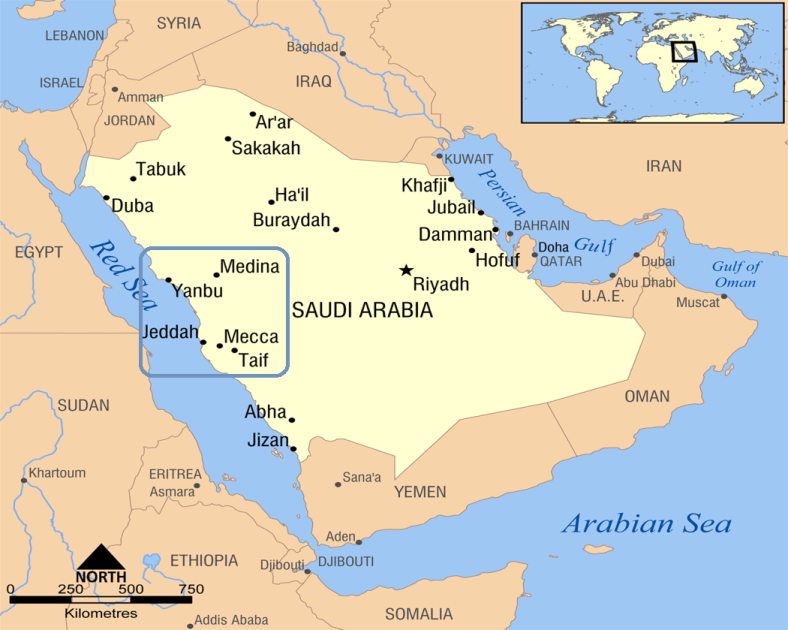 SYRIA
LEBANON
Baghdad
ISRAEL
IRAQ
Amman
JORDAN
Ar'ar
Sakakah
KUWAIT
IRAN
Tabuk
Khafji
Persian
Ha'il
Duba
Jubail
Buraydah
BAHRAIN
Damman
Gulf
Doha
EGYPT
Red Sea
Hofuf
QATAR
Dubai
Gulf of
Oman
Medina
Riyadh
Abu Dhabi
Yanbu
U.A.E.
Muscat
SAUDI ARABIA
Jeddah
Mecca
Taif
OMAN
SUDAN
Abha
Jizan
Khartoum
ERITREA
Asmara
Sana'a
YEMEN
Arabian Sea
Aden
NORTH
ETHIOPIA
Djibouti
DJIBOUTI
0 250 500 750
Kilometres
Addis Ababa
SOMALIA